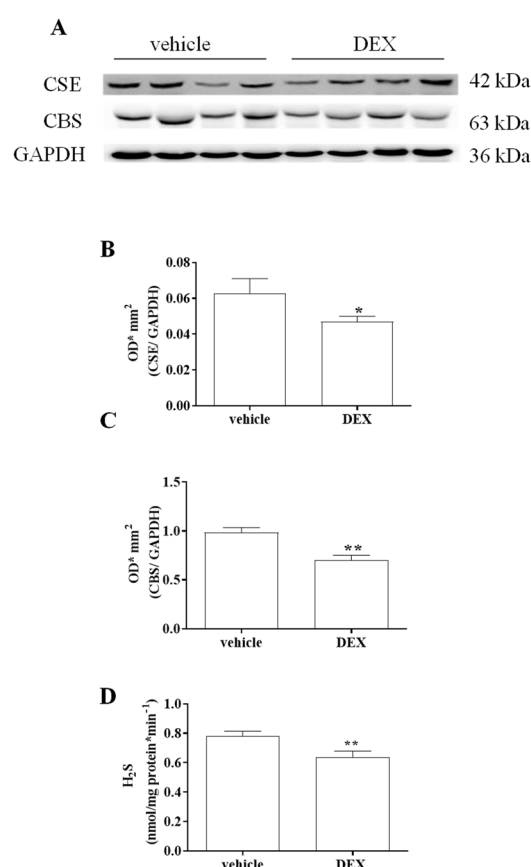 A
vehicle DEX
CSE 42 kDa
CBS 63 kDa
GAPDH 36 kDa
B
OD* mm²
(CSE/ GAPDH)
0.08
0.06
0.04
0.02
0.00
*
vehicle DEX
C
OD* mm²
(CBS/ GAPDH)
1.5
1.0
0.5
0.0
**
vehicle DEX
D
H₂S
(nmol/mg protein*min⁻¹)
1.0
0.8
0.6
0.4
0.2
0.0
**
vehicle DEX